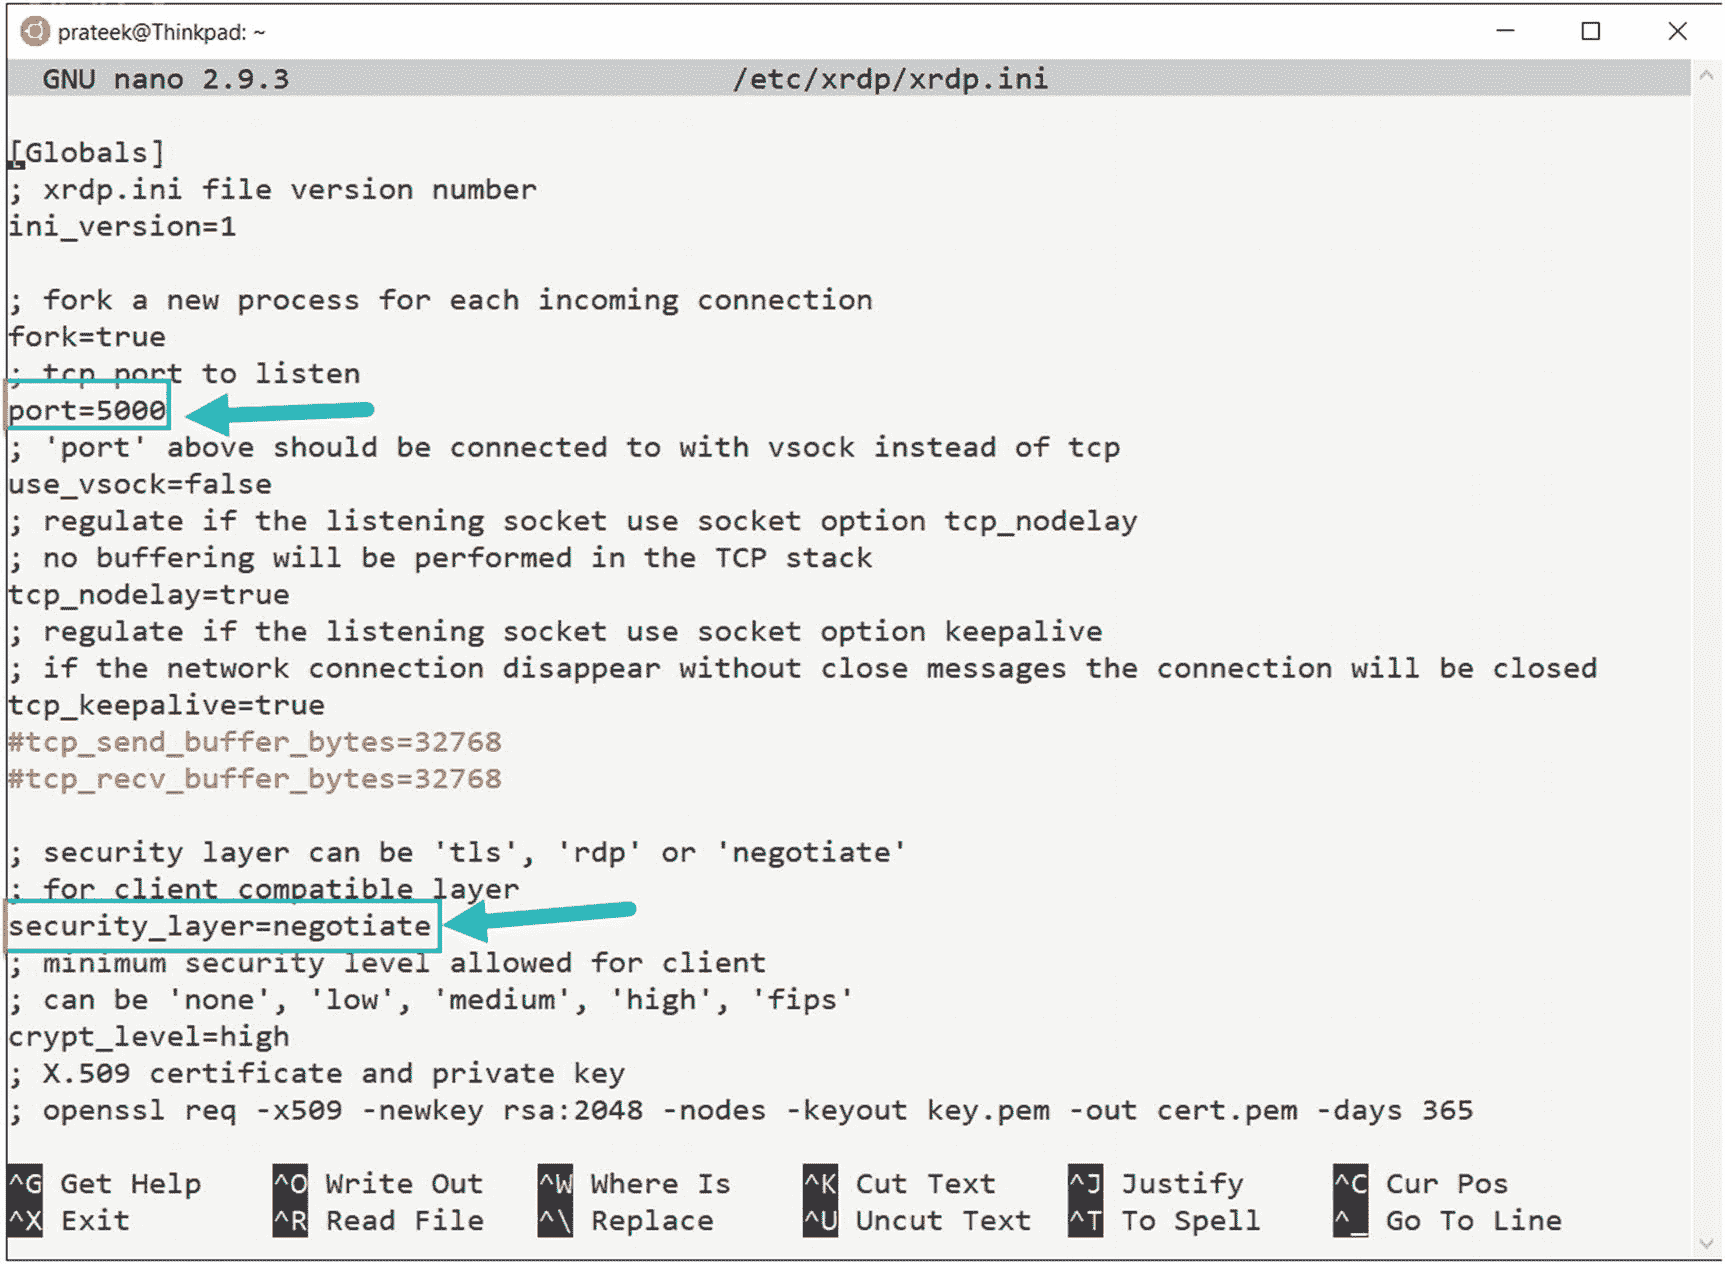 prateek@Thinkpad: ~
GNU nano 2.9.3 /etc/xrdp/xrdp.ini
[Globals]
; xrdp.ini file version number
ini_version=1
; fork a new process for each incoming connection
fork=true
; tcp port to listen
port=5000
; 'port' above should be connected to with vsock instead of tcp
use_vsock=false
; regulate if the listening socket use socket option tcp_nodelay
; no buffering will be performed in the TCP stack
tcp_nodelay=true
; regulate if the listening socket use socket option keepalive
; if the network connection disappear without close messages the connection will be closed
tcp_keepalive=true
#tcp_send_buffer_bytes=32768
#tcp_recv_buffer_bytes=32768
; security layer can be 'tls', 'rdp' or 'negotiate'
; for client compatible layer
security_layer=negotiate
; minimum security level allowed for client
; can be 'none', 'low', 'medium', 'high', 'fips'
crypt_level=high
; X.509 certificate and private key
; openssl req -x509 -newkey rsa:2048 -nodes -keyout key.pem -out cert.pem -days 365
^G Get Help ^O Write Out ^W Where Is ^K Cut Text ^J Justify ^C Cur Pos
^X Exit ^R Read File ^\ Replace ^U Uncut Text ^T To Spell ^_ Go To Line